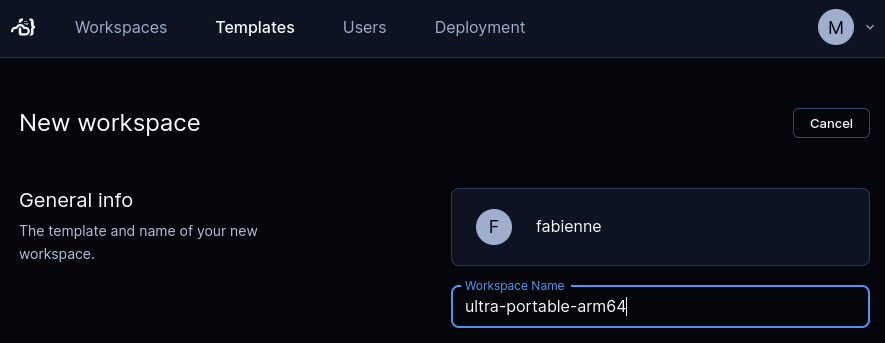 Workspaces Templates Users Deployment M
New workspace Cancel
General info
The template and name of your new
workspace.
F fabienne
Workspace Name
ultra-portable-arm64